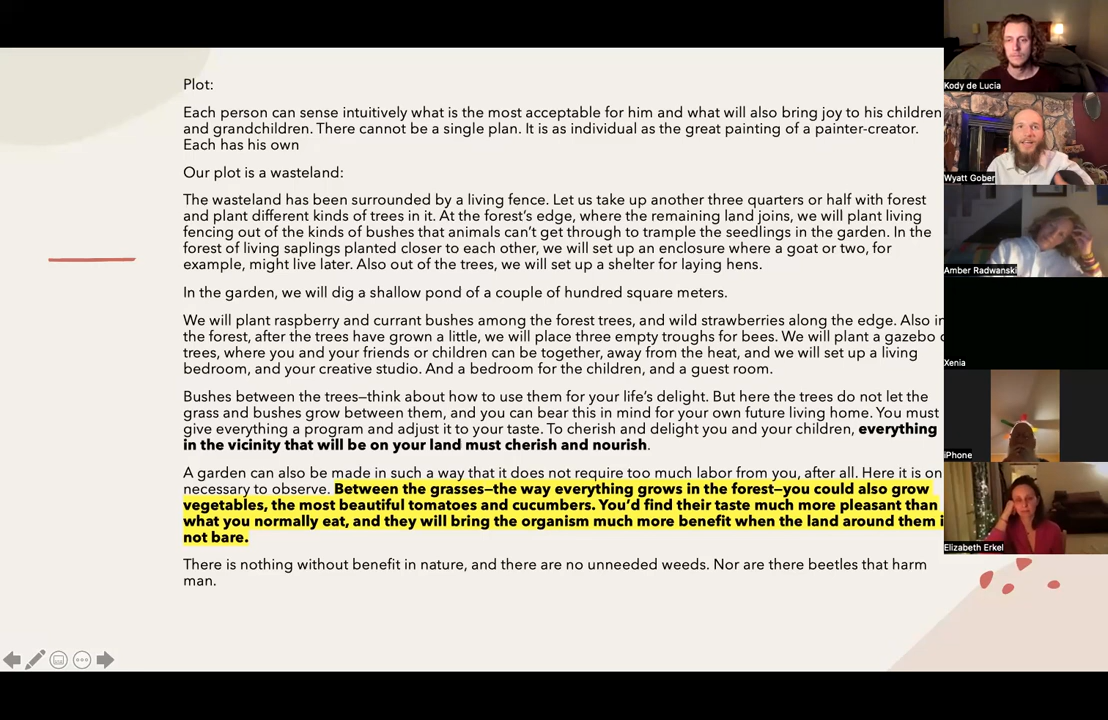 Plot:
Each person can sense intuitively what is the most acceptable for him and what will also bring joy to his children
and grandchildren. There cannot be a single plan. It is as individual as the great painting of a painter-creator.
Each has his own
Our plot is a wasteland:
The wasteland has been surrounded by a living fence. Let us take up another three quarters or half with forest
and plant different kinds of trees in it. At the forest's edge, where the remaining land joins, we will plant living
fencing out of the kinds of bushes that animals can't get through to trample the seedlings in the garden. In the
forest of living saplings planted closer to each other, we will set up an enclosure where a goat or two, for
example, might live later. Also out of the trees, we will set up a shelter for laying hens.
In the garden, we will dig a shallow pond of a couple of hundred square meters.
We will plant raspberry and currant bushes among the forest trees, and wild strawberries along the edge. Also in
the forest, after the trees have grown a little, we will place three empty troughs for bees. We will plant a gazebo
trees, where you and your friends or children can be together, away from the heat, and we will set up a living
bedroom, and your creative studio. And a bedroom for the children, and a guest room.
Bushes between the trees—think about how to use them for your life's delight. But here the trees do not let the
grass and bushes grow between them, and you can bear this in mind for your own future living home. You must
give everything a program and adjust it to your taste. To cherish and delight you and your children, everything
in the vicinity that will be on your land must cherish and nourish.
A garden can also be made in such a way that it does not require too much labor from you, after all. Here it is on
necessary to observe. Between the grasses—the way everything grows in the forest—you could also grow
vegetables, the most beautiful tomatoes and cucumbers. You'd find their taste much more pleasant than
what you normally eat, and they will bring the organism much more benefit when the land around them i
not bare.
There is nothing without benefit in nature, and there are no unneeded weeds. Nor are there beetles that harm
man.
Kody de Lucia
Wyatt Gober
Amber Radwanski
Xenia
iPhone
Elizabeth Erkel